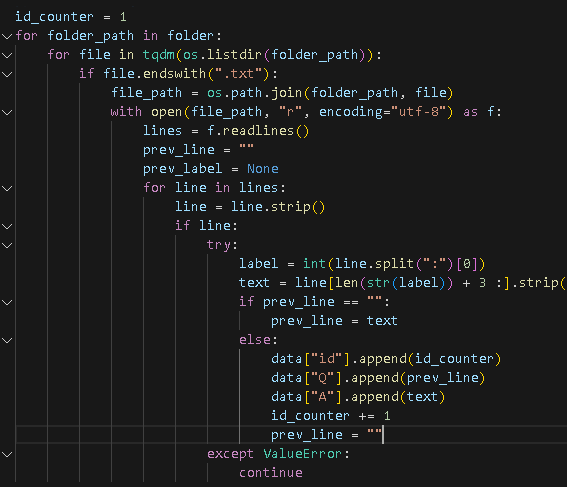 id_counter = 1
for folder_path in folder:
    for file in tqdm(os.listdir(folder_path)):
        if file.endswith(".txt"):
            file_path = os.path.join(folder_path, file)
            with open(file_path, "r", encoding="utf-8") as f:
                lines = f.readlines()
                prev_line = ""
                prev_label = None
                for line in lines:
                    line = line.strip()
                    if line:
                        try:
                            label = int(line.split(":")[0])
                            text = line[len(str(label)) + 3 :].strip(
                            if prev_line == "":
                                prev_line = text
                            else:
                                data["id"].append(id_counter)
                                data["Q"].append(prev_line)
                                data["A"].append(text)
                                id_counter += 1
                                prev_line = ""
                        except ValueError:
                            continue